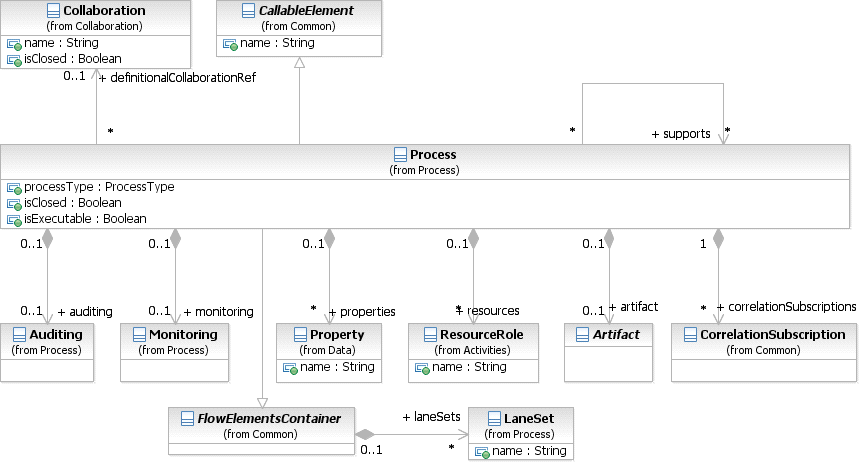 Collaboration
(from Collaboration)
name : String
isClosed : Boolean
CallableElement
(from Common)
name : String
0..1
+ definitionalCollaborationRef
*
*
+ supports
*
Process
(from Process)
processType : ProcessType
isClosed : Boolean
isExecutable : Boolean
0..1
0..1
0..1
0..1
0..1
1
0..1
+ auditing
0..1
+ monitoring
*
+ properties
*
+ resources
0..1
+ artifact
*
+ correlationSubscriptions
Auditing
(from Process)
Monitoring
(from Process)
Property
(from Data)
name : String
ResourceRole
(from Activities)
name : String
Artifact
CorrelationSubscription
(from Common)
FlowElementsContainer
(from Common)
0..1
+ laneSets
*
LaneSet
(from Process)
name : String